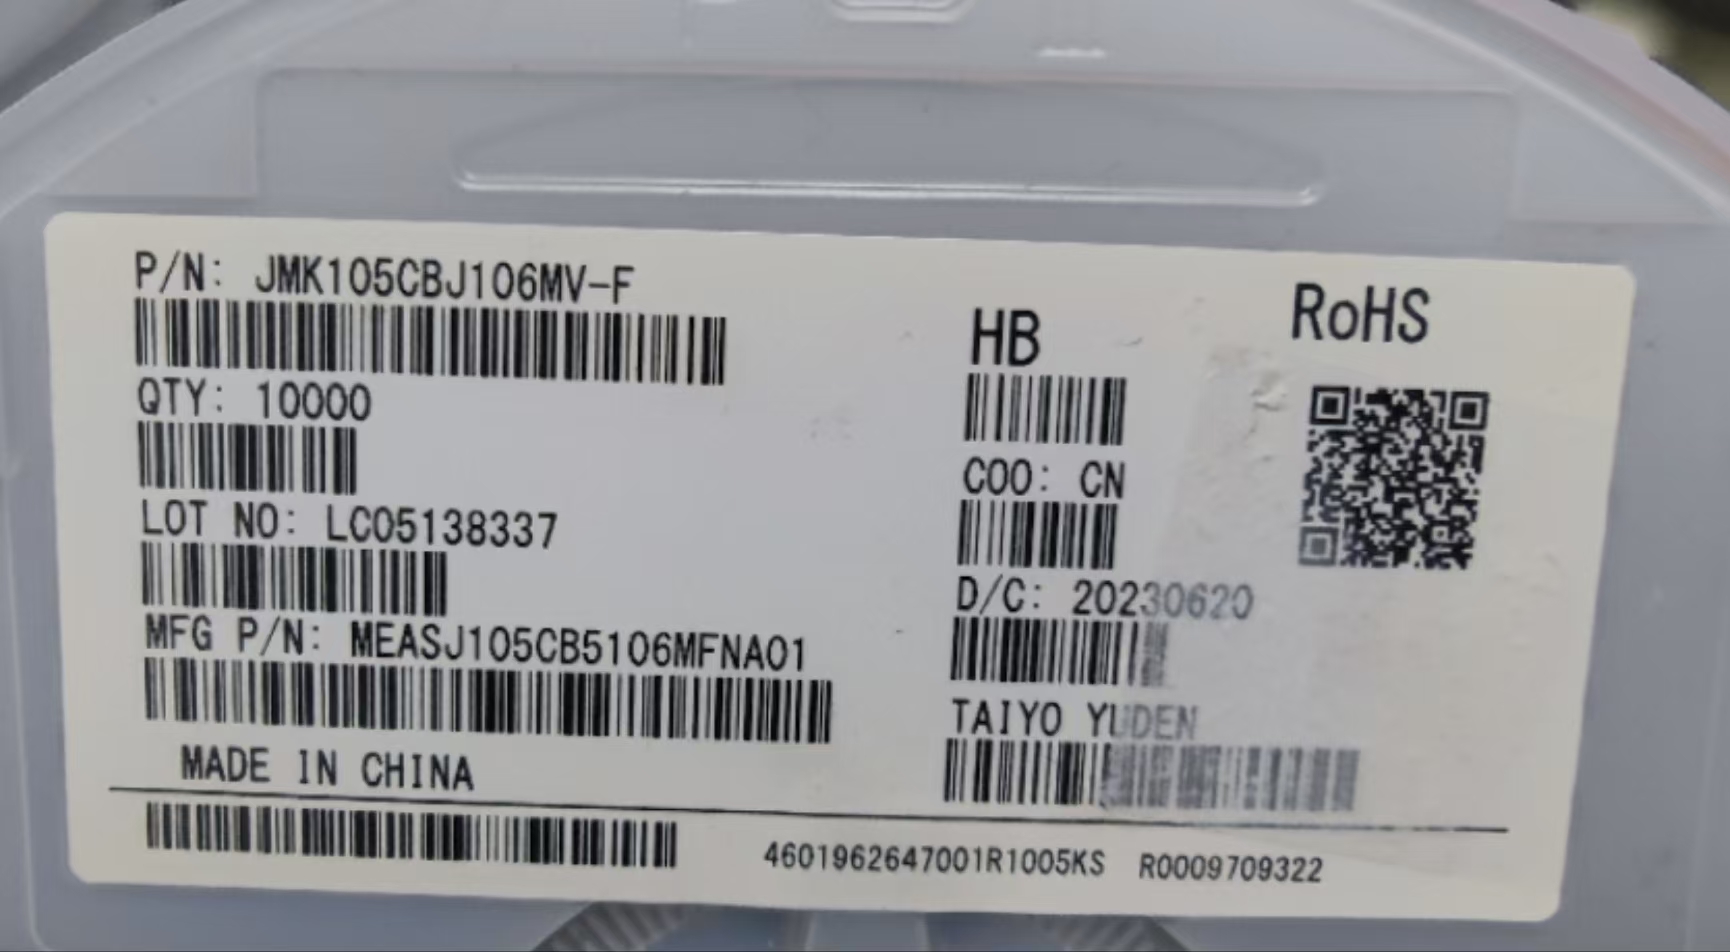 P/N: JMK105CBJ106MV-F
QTY: 10000
LOT NO: LC05138337
MFG P/N: MEASJ105CB5106MFNA01
MADE IN CHINA
HB
COO: CN
D/C: 20230620
TAIYO YUDEN
RoHS
4601962647001R1005KS R0009709322